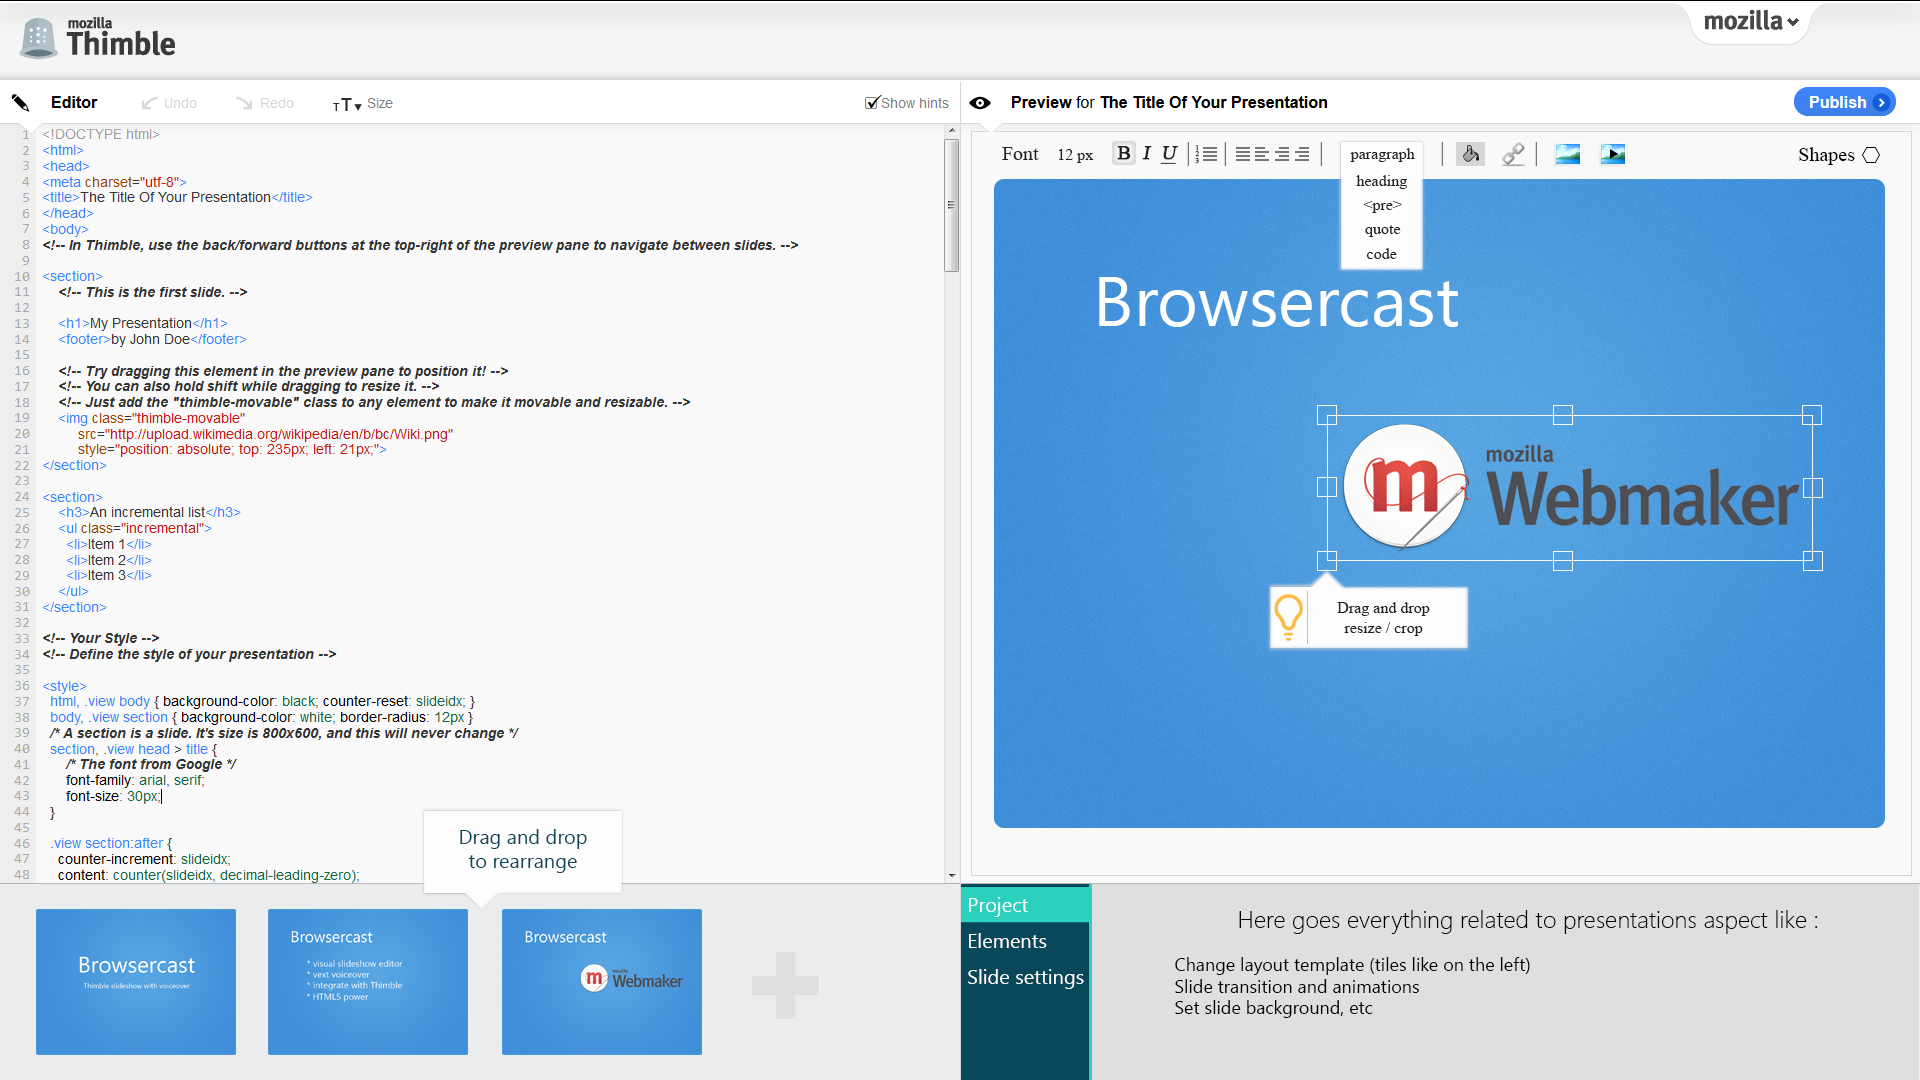 mozilla
Thimble
mozilla
Editor
Undo
Redo
TT Size
Show hints
Preview for The Title Of Your Presentation
Publish
1 <!DOCTYPE html>
2 <html>
3 <head>
4 <meta charset="utf-8">
5 <title>The Title Of Your Presentation</title>
6 </head>
7 <body>
8 <!-- In Thimble, use the back/forward buttons at the top-right of the preview pane to navigate between slides. -->
9
10 <section>
11 <!-- This is the first slide. -->
12
13 <h1>My Presentation</h1>
14 <footer>by John Doe</footer>
15
16 <!-- Try dragging this element in the preview pane to position it! -->
17 <!-- You can also hold shift while dragging to resize it. -->
18 <!-- Just add the "thimble-movable" class to any element to make it movable and resizable. -->
19 <img class="thimble-movable"
20 src="http://upload.wikimedia.org/wikipedia/en/b/bc/Wiki.png"
21 style="position: absolute; top: 235px; left: 21px;">
22 </section>
23
24 <section>
25 <h3>An incremental list</h3>
26 <ul class="incremental">
27 <li>Item 1</li>
28 <li>Item 2</li>
29 <li>Item 3</li>
30 </ul>
31 </section>
32
33 <!-- Your Style -->
34 <!-- Define the style of your presentation -->
35
36 <style>
37 html, .view body { background-color: black; counter-reset: slideidx; }
38 body, .view section { background-color: white; border-radius: 12px }
39 /* A section is a slide. It's size is 800x600, and this will never change */
40 section, .view head > title {
41 /* The font from Google */
42 font-family: arial, serif;
43 font-size: 30px;
44 }
45
46 .view section:after {
47 counter-increment: slideidx;
48 content: counter(slideidx, decimal-leading-zero);
Font
12 px
B I U
paragraph
heading
<pre>
quote
code
Shapes
Browsercast
m
mozilla
Webmaker
Drag and drop
resize / crop
Drag and drop
to rearrange
Browsercast
Thimble slideshow with voiceover
Browsercast
* visual slideshow editor
* vext voiceover
* integrate with Thimble
* HTML5 power
Browsercast
m
mozilla
Webmaker
Project
Elements
Slide settings
Here goes everything related to presentations aspect like :
Change layout template (tiles like on the left)
Slide transition and animations
Set slide background, etc